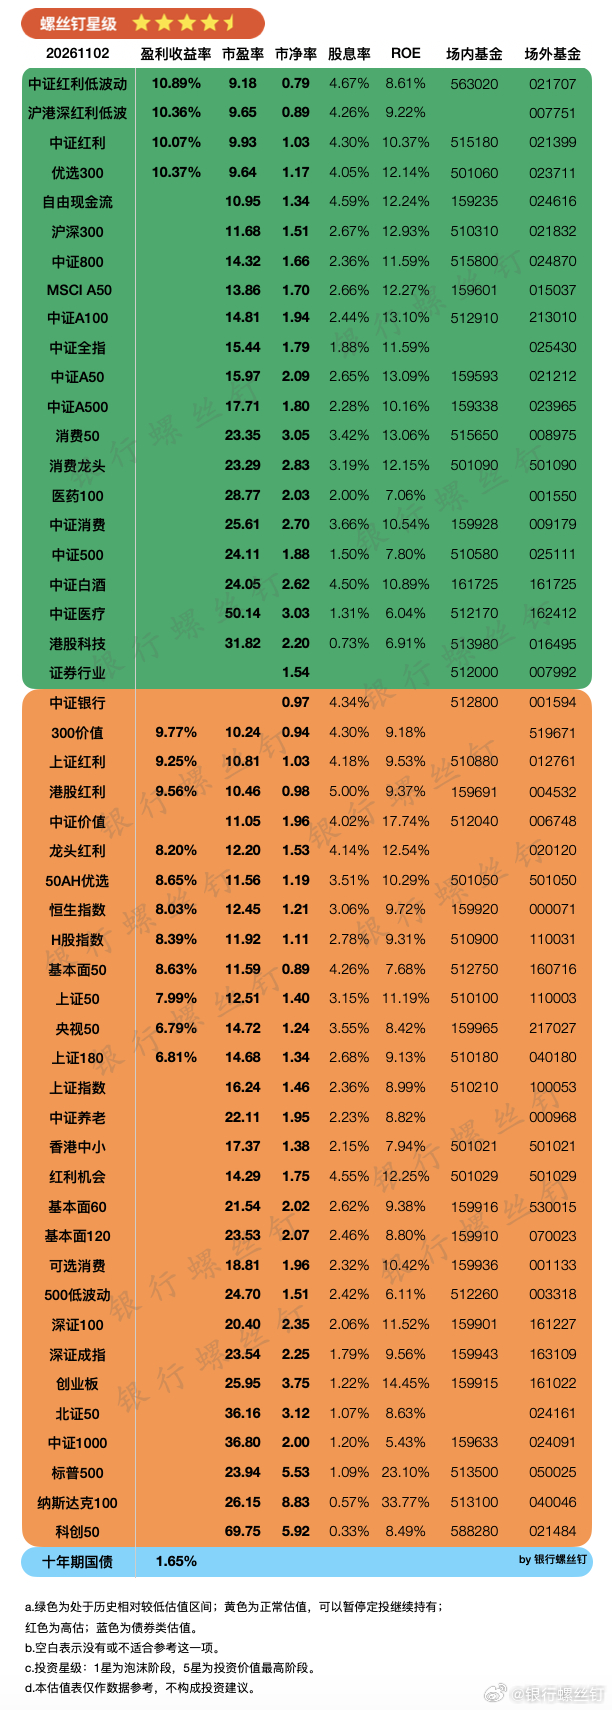 螺丝钉星级
20261102 盈利收益率 市盈率 市净率 股息率 ROE 场内基金 场外基金
中证红利低波动 10.89% 9.18 0.79 4.67% 8.61% 563020 021707
沪港深红利低波 10.36% 9.65 0.89 4.26% 9.22% 007751
中证红利 10.07% 9.93 1.03 4.30% 10.37% 515180 021399
优选300 10.37% 9.64 1.17 4.05% 12.14% 501060 023711
自由现金流 10.95 1.34 4.59% 12.24% 159235 024616
沪深300 11.68 1.51 2.67% 12.93% 510310 021832
中证800 14.32 1.66 2.36% 11.59% 515800 024870
MSCI A50 13.86 1.70 2.66% 12.27% 159601 015037
中证A100 14.81 1.94 2.44% 13.10% 512910 213010
中证全指 15.44 1.79 1.88% 11.59% 025430
中证A50 15.97 2.09 2.65% 13.09% 159593 021212
中证A500 17.71 1.80 2.28% 10.16% 159338 023965
消费50 23.35 3.05 3.42% 13.06% 515650 008975
消费龙头 23.29 2.83 3.19% 12.15% 501090 501090
医药100 28.77 2.03 2.00% 7.06% 001550
中证消费 25.61 2.70 3.66% 10.54% 159928 009179
中证500 24.11 1.88 1.50% 7.80% 510580 025111
中证白酒 24.05 2.62 4.50% 10.89% 161725 161725
中证医疗 50.14 3.03 1.31% 6.04% 512170 162412
港股科技 31.82 2.20 0.73% 6.91% 513980 016495
证券行业 1.54 512000 007992
中证银行 0.97 4.34% 512800 001594
300价值 9.77% 10.24 0.94 4.30% 9.18% 519671
上证红利 9.25% 10.81 1.03 4.18% 9.53% 510880 012761
港股红利 9.56% 10.46 0.98 5.00% 9.37% 159691 004532
中证价值 11.05 1.96 4.02% 17.74% 512040 006748
龙头红利 8.20% 12.20 1.53 4.14% 12.54% 020120
50AH优选 8.65% 11.56 1.19 3.51% 10.29% 501050 501050
恒生指数 8.03% 12.45 1.21 3.06% 9.72% 159920 000071
H股指数 8.39% 11.92 1.11 2.78% 9.31% 510900 110031
基本面50 8.63% 11.59 0.89 4.26% 7.68% 512750 160716
上证50 7.99% 12.51 1.40 3.15% 11.19% 510100 110003
央视50 6.79% 14.72 1.24 3.55% 8.42% 159965 217027
上证180 6.81% 14.68 1.34 2.68% 9.13% 510180 040180
上证指数 16.24 1.46 2.36% 8.99% 510210 100053
中证养老 22.11 1.95 2.23% 8.82% 000968
香港中小 17.37 1.38 2.15% 7.94% 501021 501021
红利机会 14.29 1.75 4.55% 12.25% 501029 501029
基本面60 21.54 2.02 2.62% 9.38% 159916 530015
基本面120 23.53 2.07 2.46% 8.80% 159910 070023
可选消费 18.81 1.96 2.32% 10.42% 159936 001133
500低波动 24.70 1.51 2.42% 6.11% 512260 003318
深证100 20.40 2.35 2.06% 11.52% 159901 161227
深证成指 23.54 2.25 1.79% 9.56% 159943 163109
创业板 25.95 3.75 1.22% 14.45% 159915 161022
北证50 36.16 3.12 1.07% 8.63% 024161
中证1000 36.80 2.00 1.20% 5.43% 159633 024091
标普500 23.94 5.53 1.09% 23.10% 513500 050025
纳斯达克100 26.15 8.83 0.57% 33.77% 513100 040046
科创50 69.75 5.92 0.33% 8.49% 588280 021484
十年期国债 1.65% by 银行螺丝钉
a.绿色为处于历史相对较低估值区间；黄色为正常估值，可以暂停定投继续持有；
红色为高估；蓝色为债券类估值。
b.空白表示没有或不适合参考这一项。
c.投资星级：1星为泡沫阶段，5星为投资价值最高阶段。
d.本估值表仅作数据参考，不构成投资建议。
@银行螺丝钉